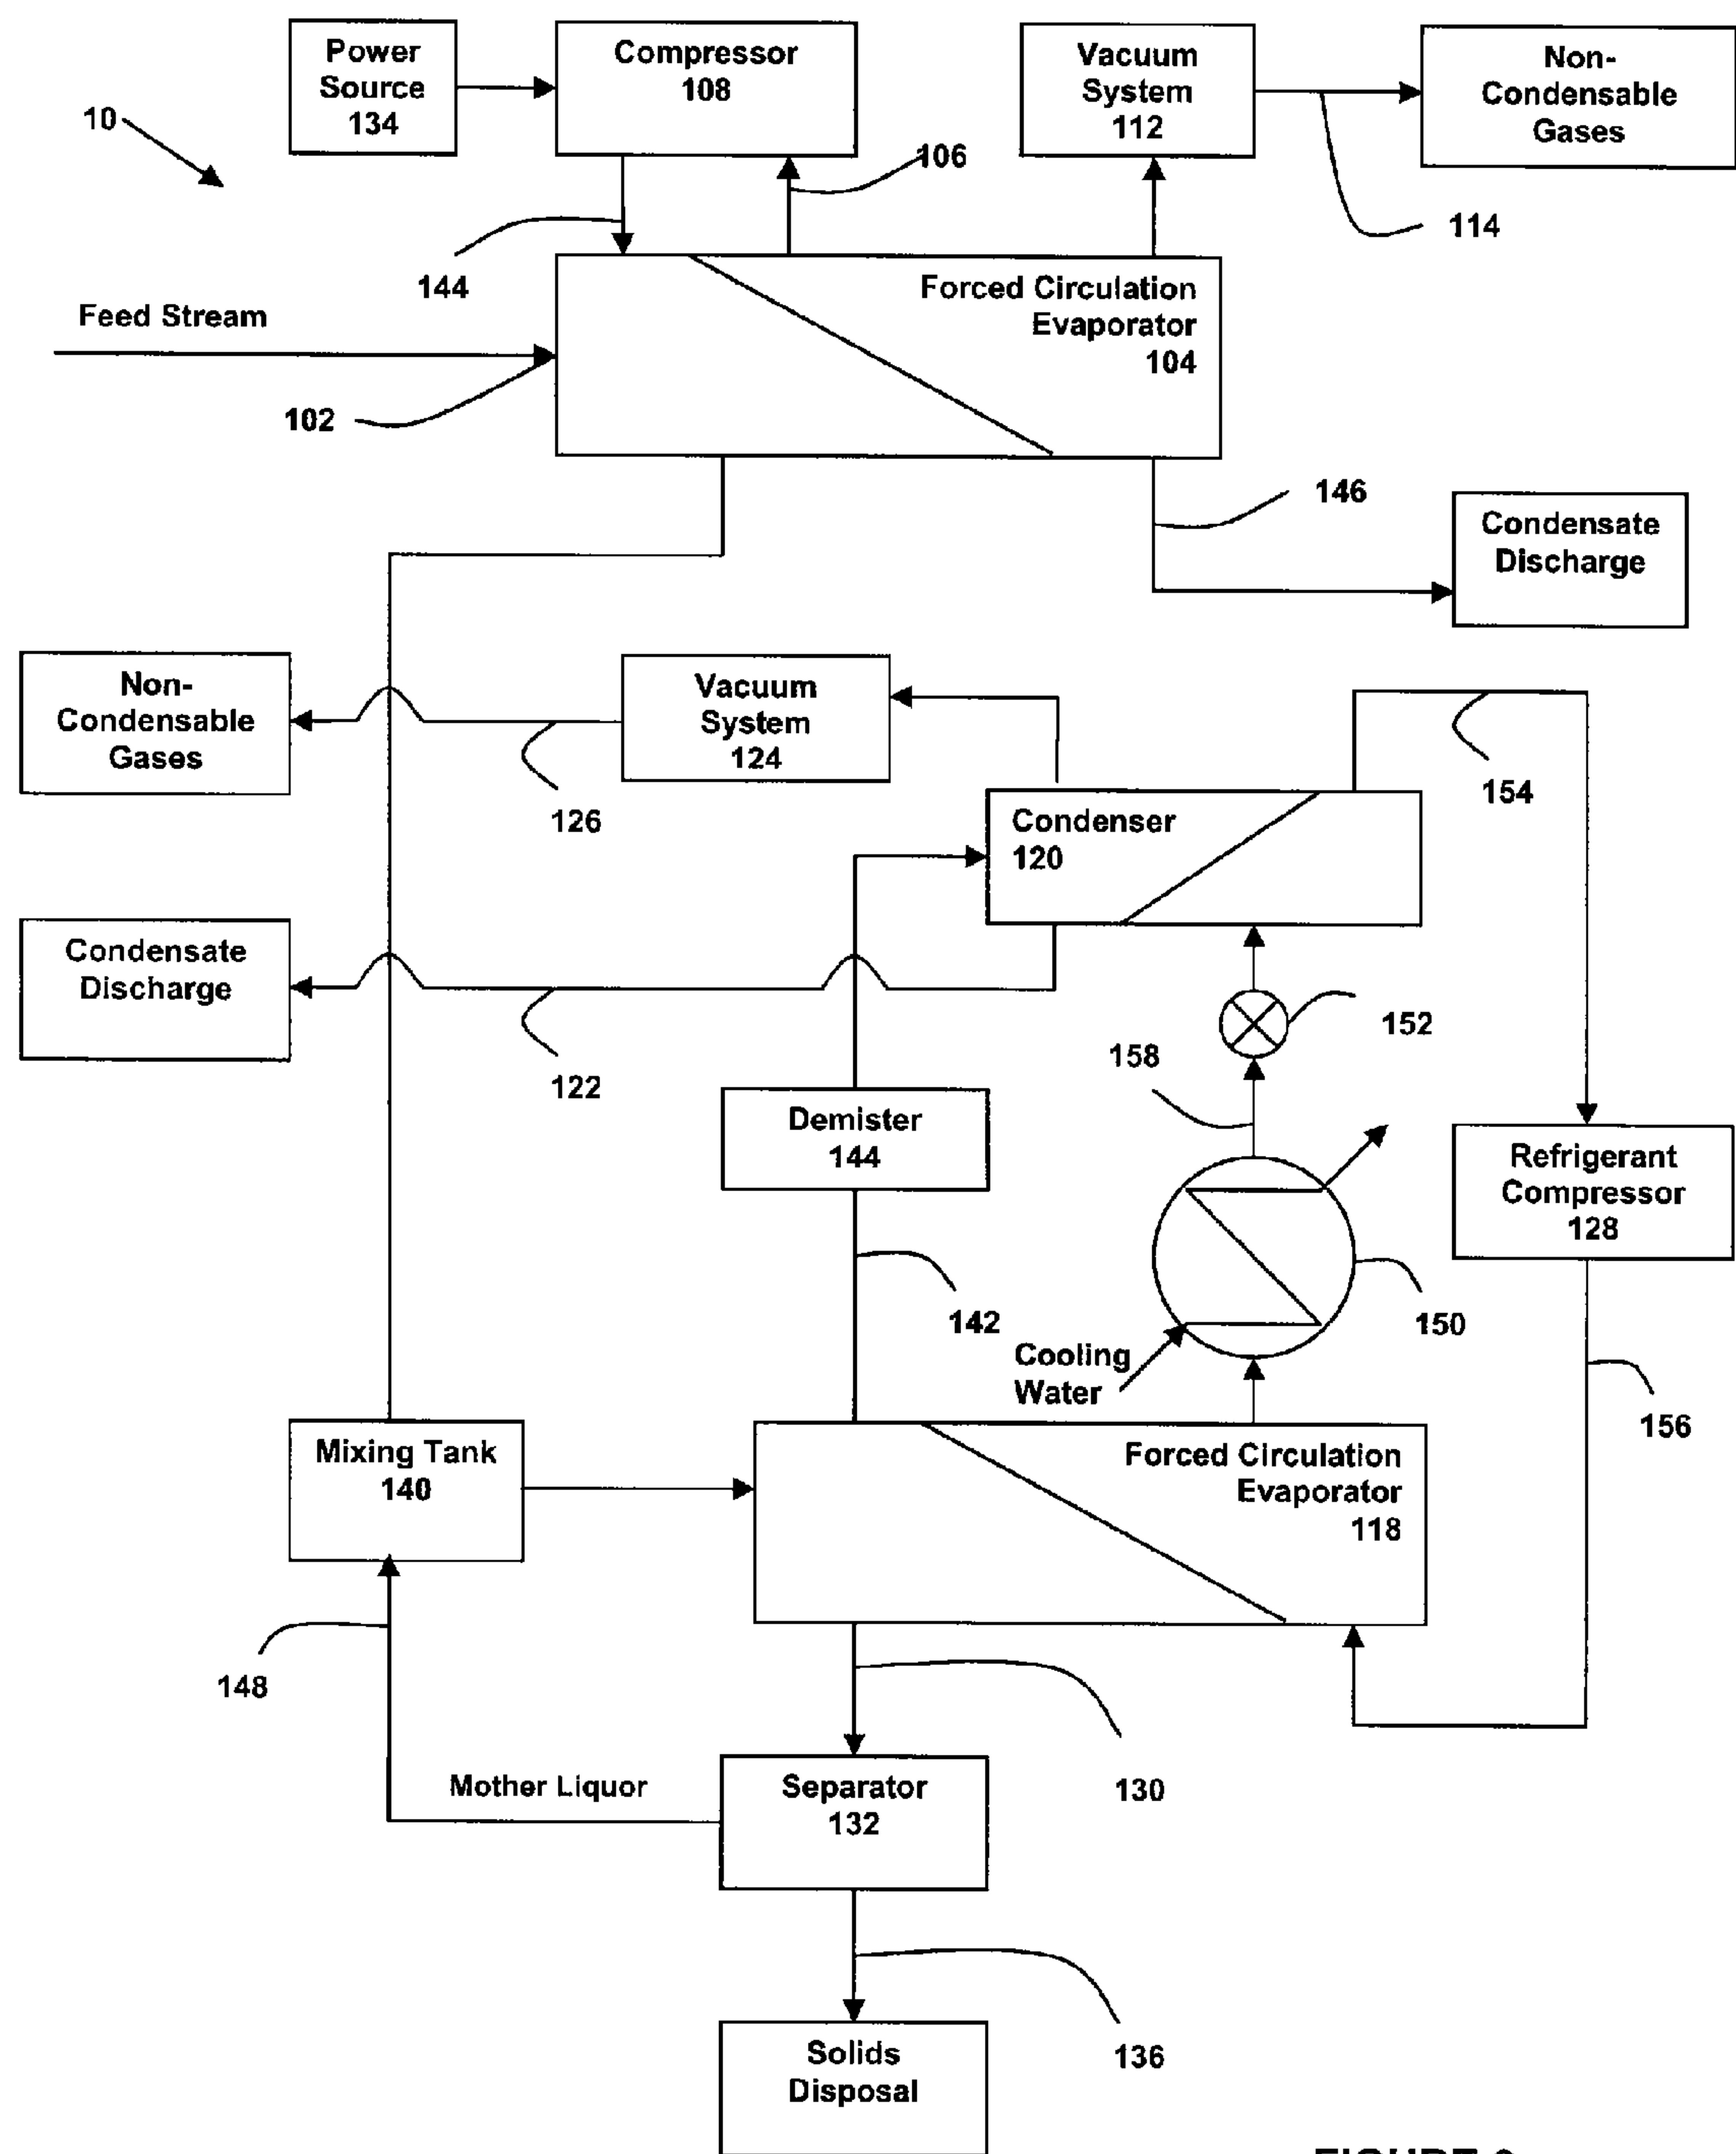 Power
Source
134
Compressor
108
Vacuum
System
112
Non-
Condensable
Gases
10
106
114
144
Feed Stream
Forced Circulation
Evaporator
104
102
146
Condensate
Discharge
Non-
Condensable
Gases
Vacuum
System
124
154
126
Condenser
120
Condensate
Discharge
152
158
122
Demister
144
Refrigerant
Compressor
128
142
150
Cooling
Water
156
Mixing Tank
140
Forced Circulation
Evaporator
118
148
Mother Liquor
Separator
132
130
136
Solids
Disposal